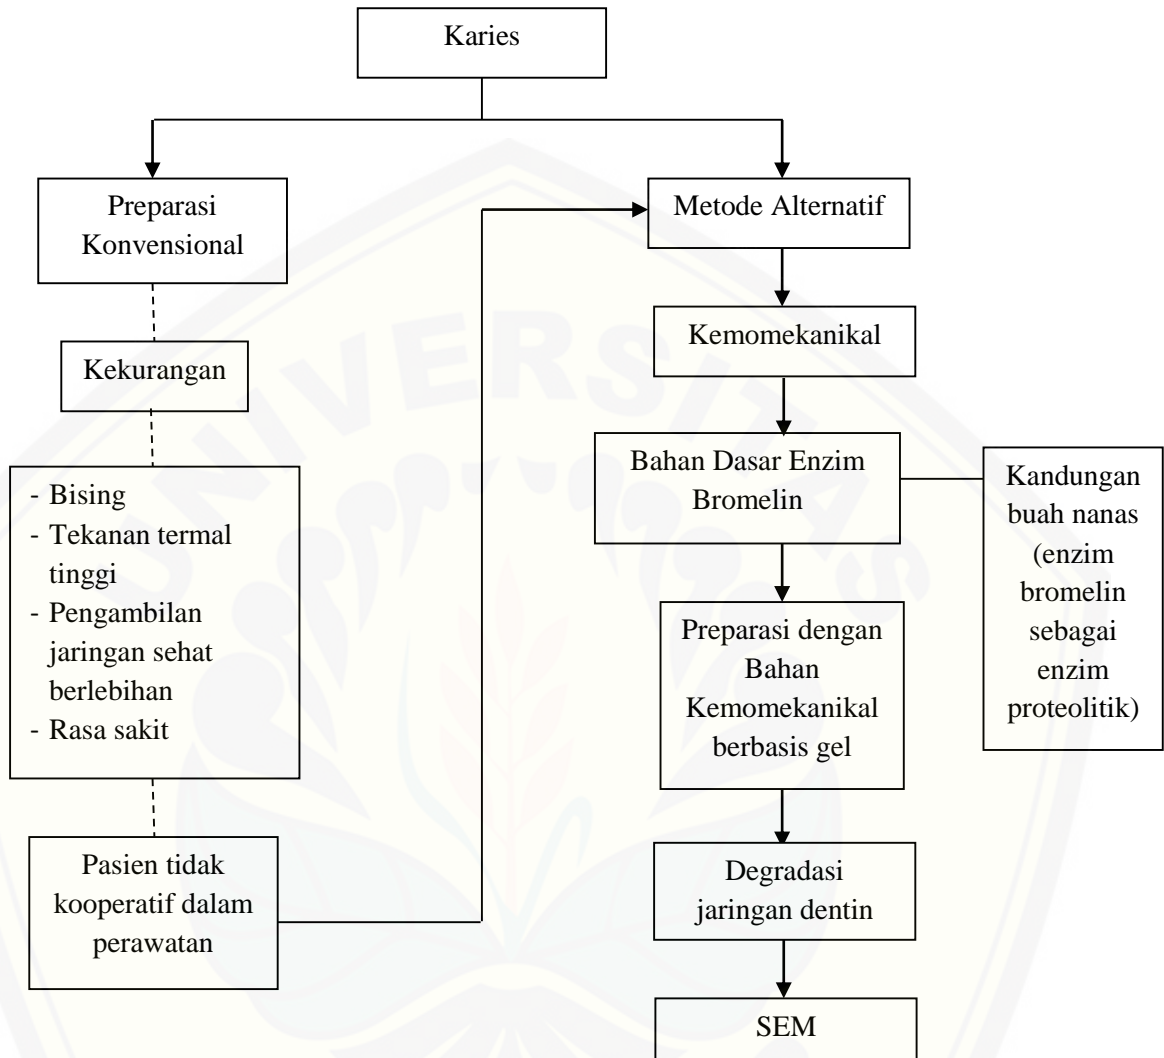 Karies
Preparasi
Konvensional
Kekurangan
- Bising
- Tekanan termal
tinggi
- Pengambilan
jaringan sehat
berlebihan
- Rasa sakit
Pasien tidak
kooperatif dalam
perawatan
Metode Alternatif
Kemomekanikal
Bahan Dasar Enzim
Bromelin
Kandungan
buah nanas
(enzim
bromelin
sebagai
enzim
proteolitik)
Preparasi dengan
Bahan
Kemomekanikal
berbasis gel
Degradasi
jaringan dentin
SEM
UNIVERSITAS